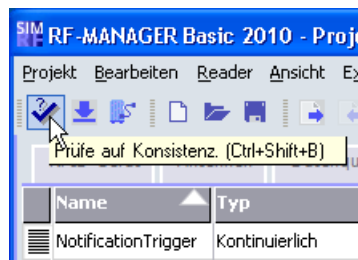 SIM RF-MANAGER Basic 2010 - Proj
Projekt Bearbeiten Reader Ansicht
Prüfe auf Konsistenz. (Ctrl+Shift+B)
Name Typ
NotificationTrigger Kontinuierlich